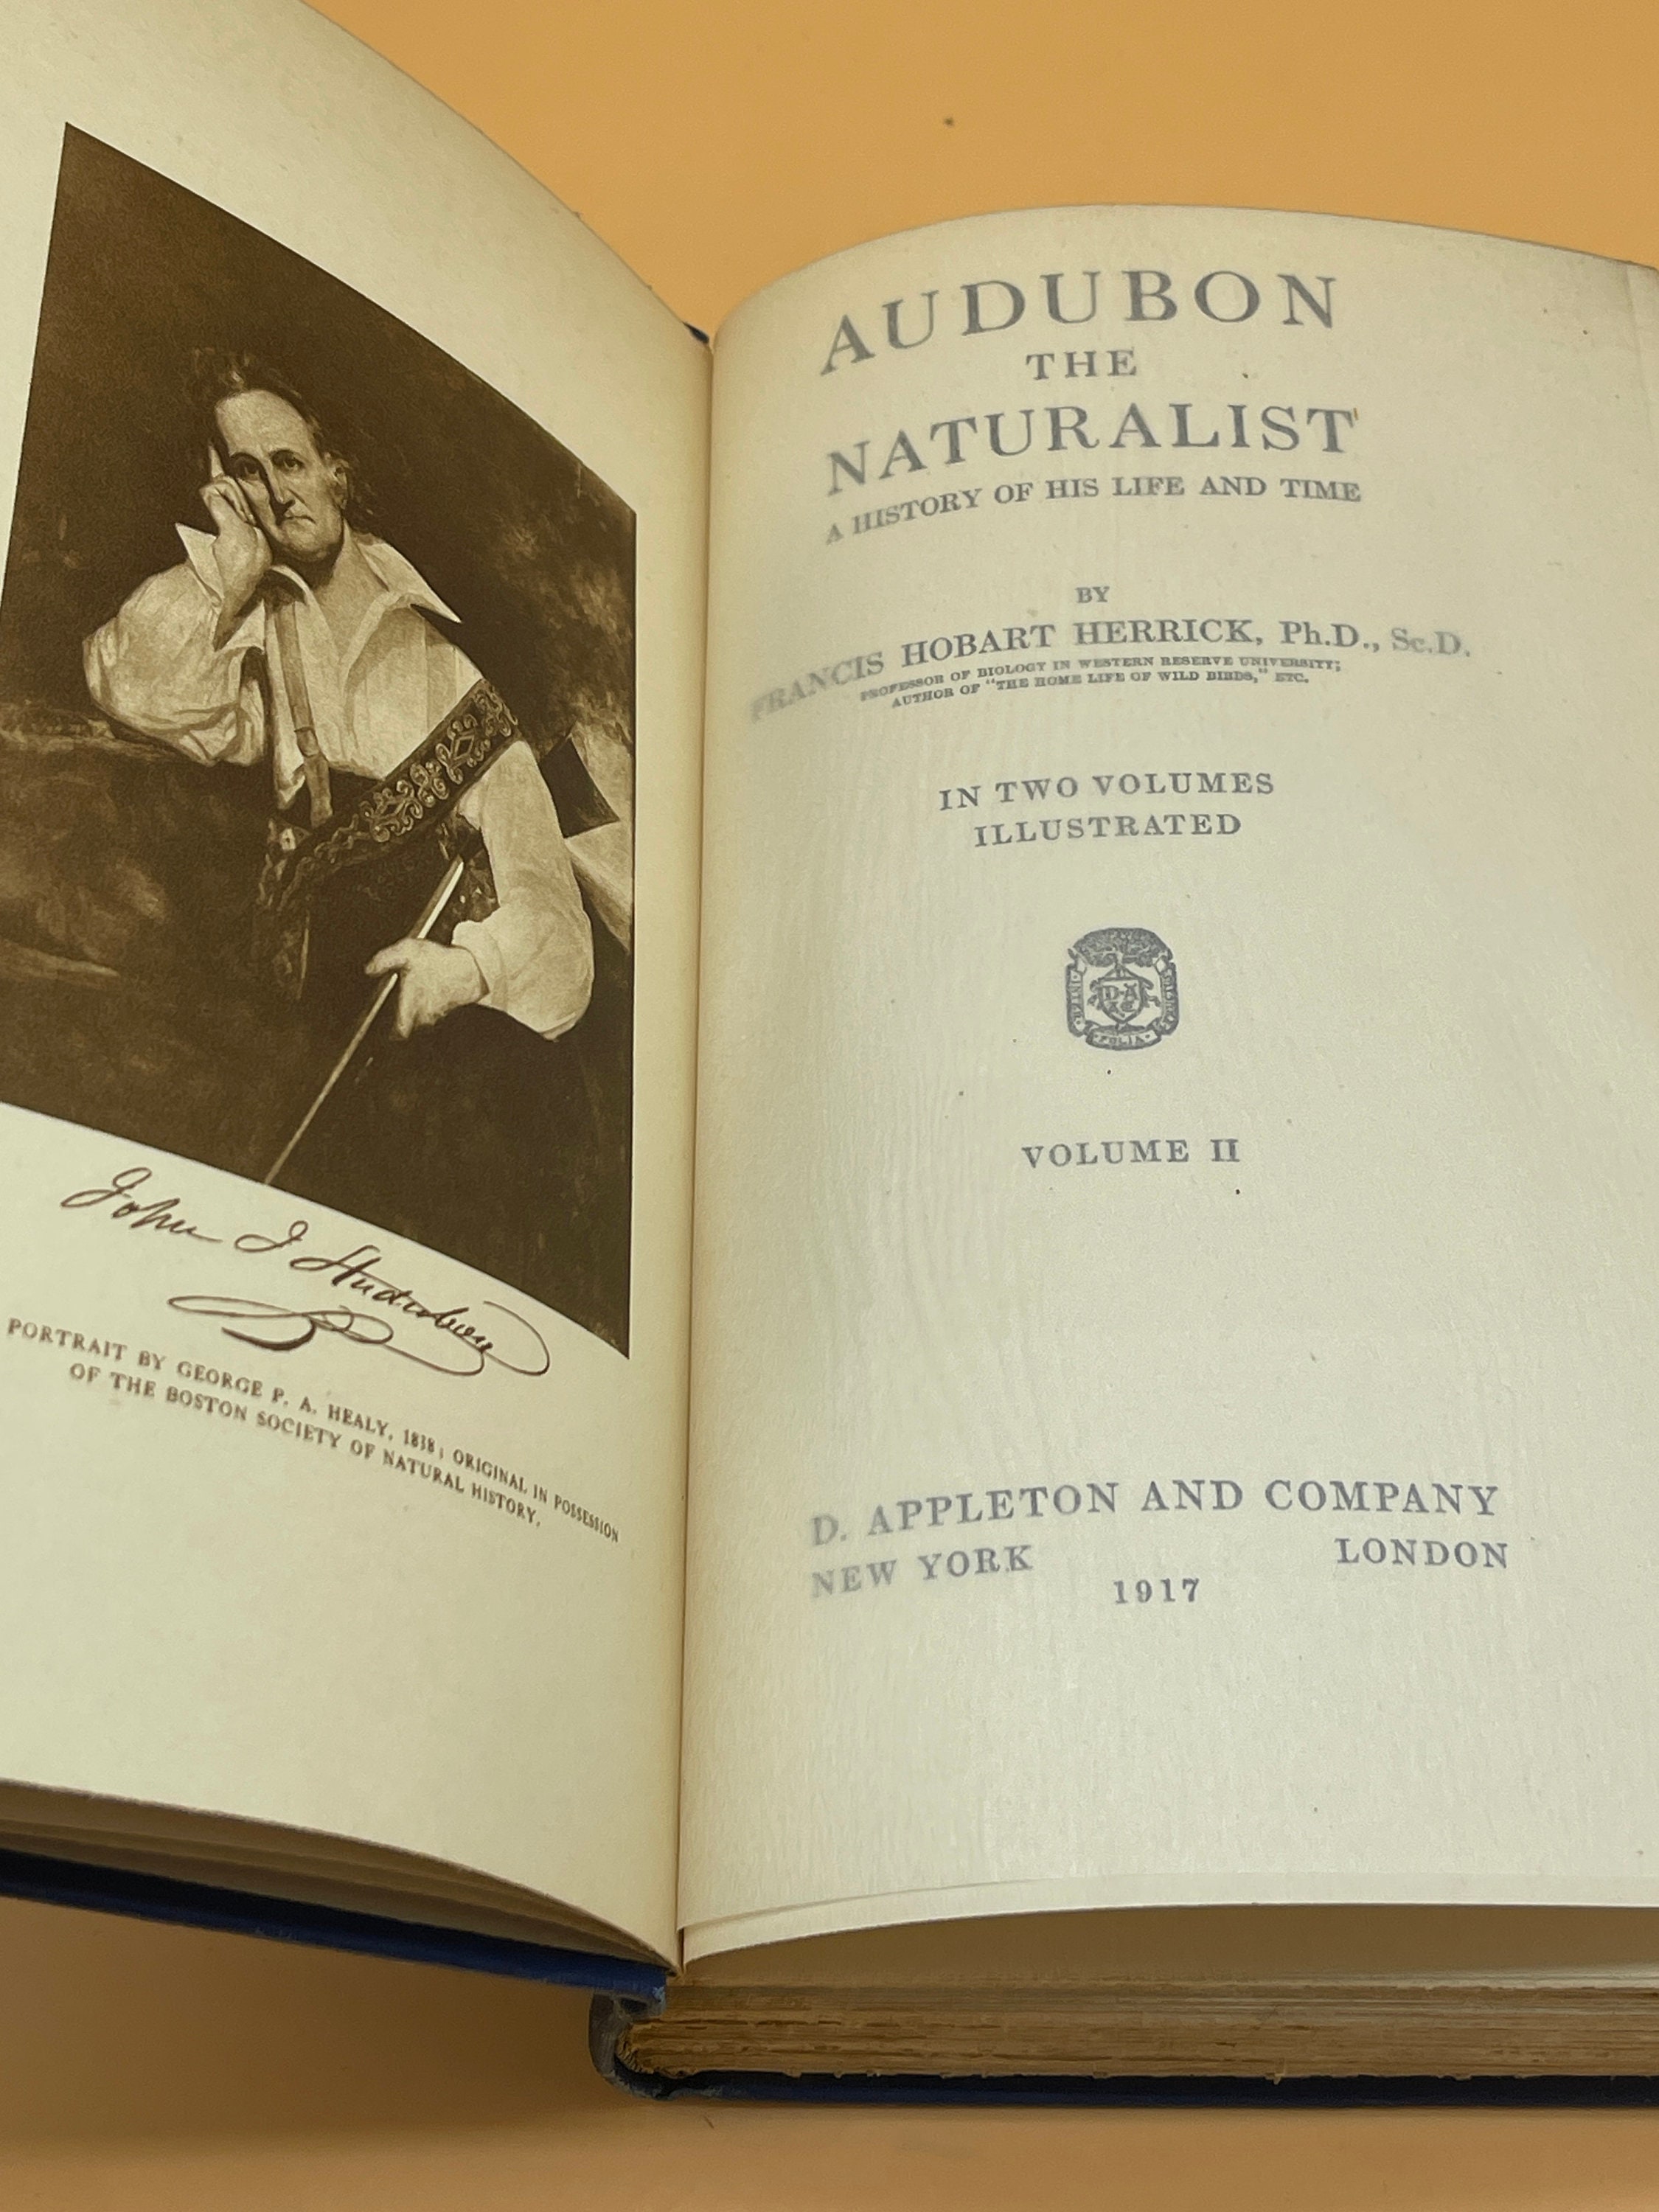 John J Audubon
PORTRAIT BY GEORGE P. A. HEALY, 1838; ORIGINAL IN POSSESSION
OF THE BOSTON SOCIETY OF NATURAL HISTORY.
AUDUBON
THE
NATURALIST
A HISTORY OF HIS LIFE AND TIME
BY
FRANCIS HOBART HERRICK, Ph.D., Sc.D.
PROFESSOR OF BIOLOGY IN WESTERN RESERVE UNIVERSITY;
AUTHOR OF "THE HOME LIFE OF WILD BIRDS," ETC.
IN TWO VOLUMES
ILLUSTRATED
D·A
&C
FOLIA
VOLUME II
D. APPLETON AND COMPANY
NEW YORK LONDON
1917